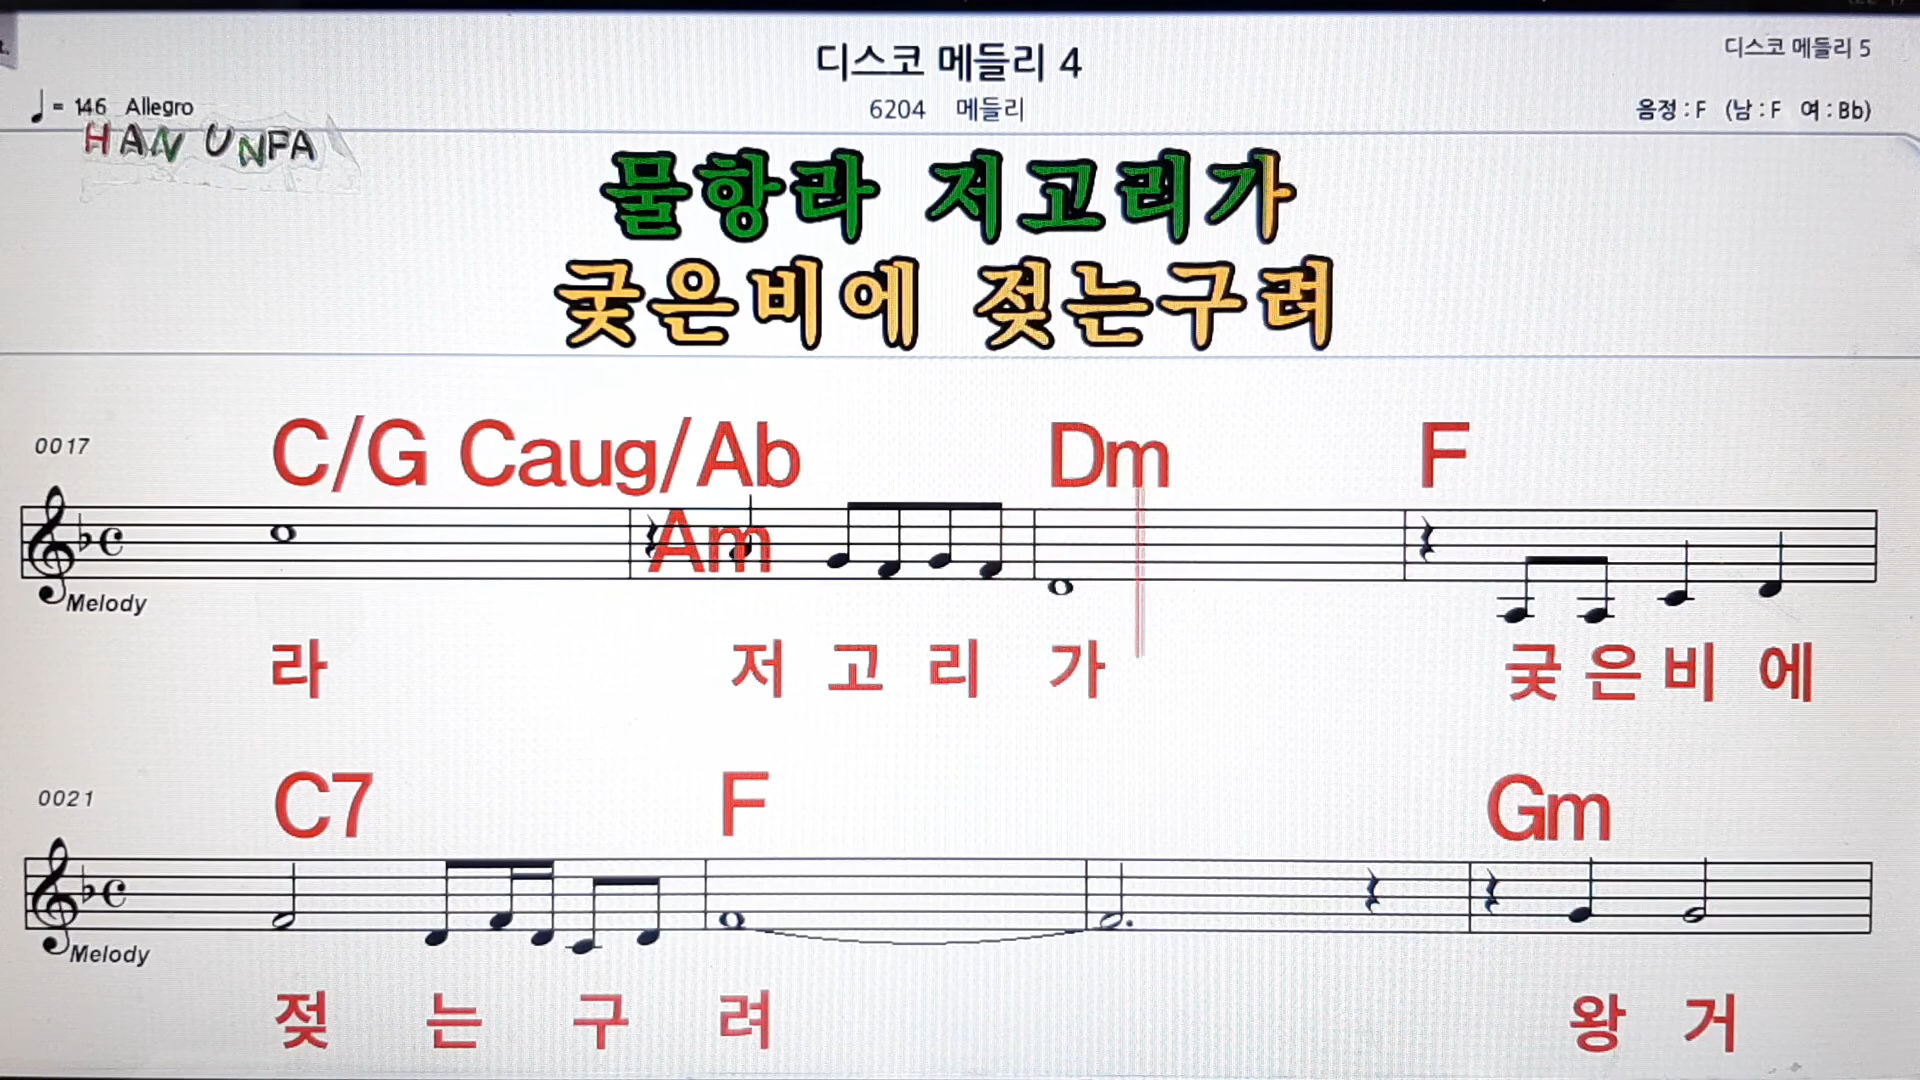 디스코 메들리 4
디스코 메들리 5
♩= 146 Allegro
6204 메들리
음정 : F (남 : F 여 : Bb)
HAN UNPA
물항라 저고리가
궂은비에 젖는구려
0017
C/G Caug/Ab Dm F
Am
Melody
라 저 고 리 가 궂 은 비 에
0021
C7 F Gm
Melody
젖 는 구 려 왕 거